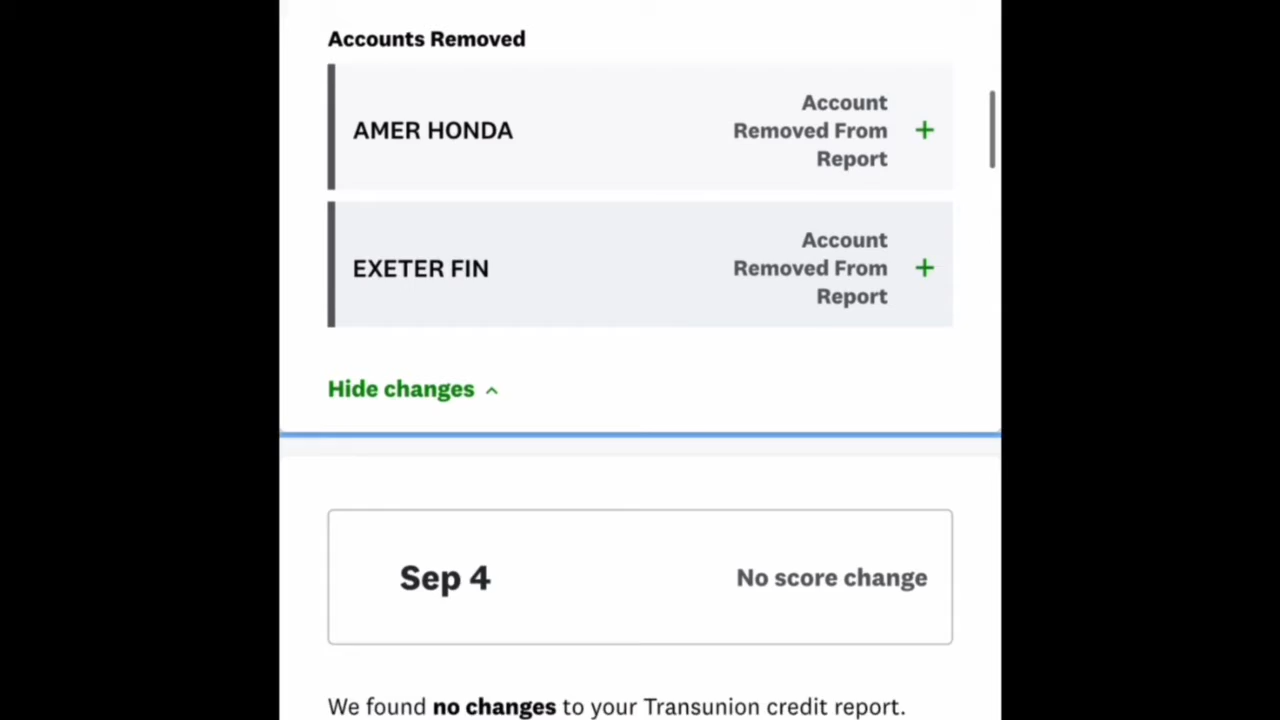 Accounts Removed
AMER HONDA
Account
Removed From
Report
+
EXETER FIN
Account
Removed From
Report
+
Hide changes
Sep 4
No score change
We found no changes to your Transunion credit report.